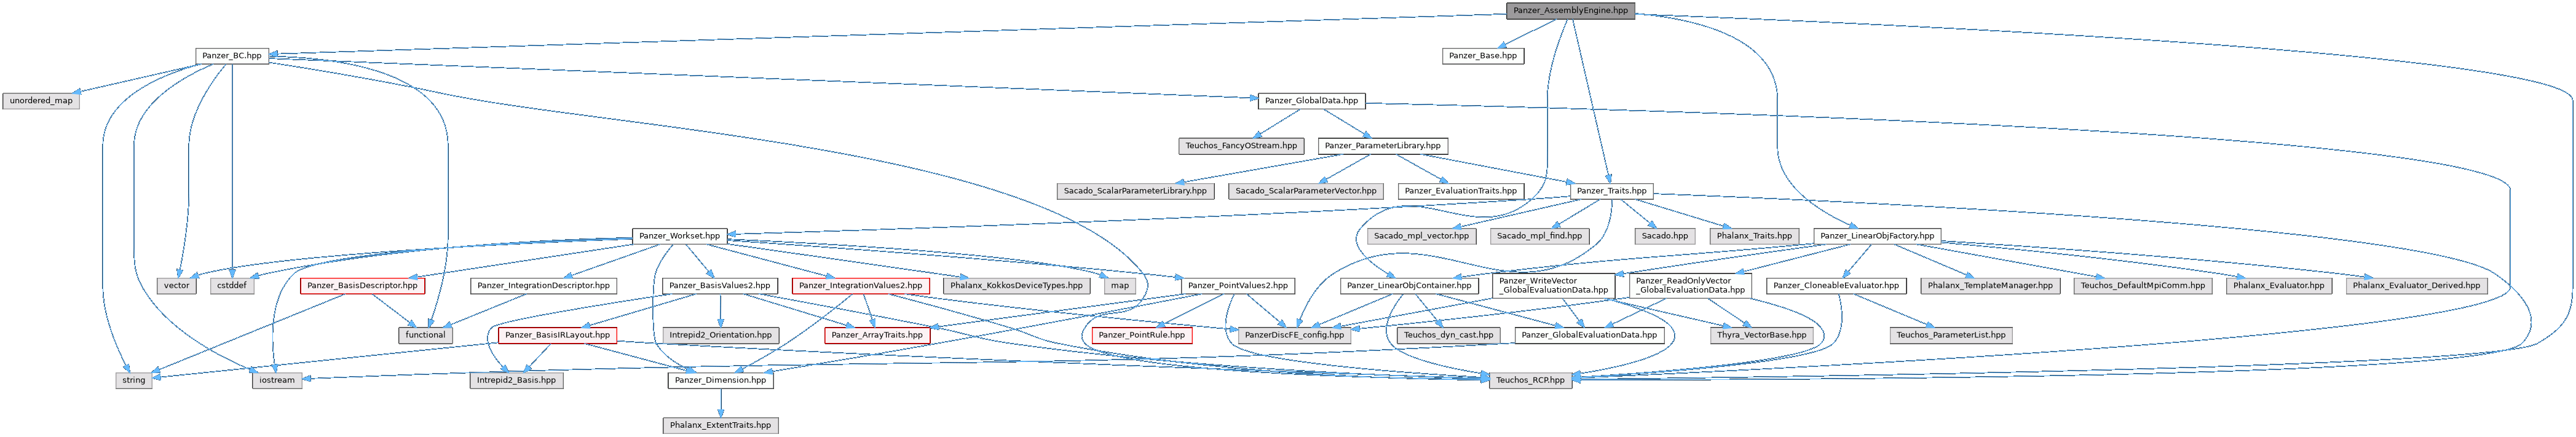 Panzer_AssemblyEngine.hpp
Panzer_BC.hpp
Panzer_Base.hpp
unordered_map
Panzer_GlobalData.hpp
Teuchos_FancyOStream.hpp
Panzer_ParameterLibrary.hpp
Sacado_ScalarParameterLibrary.hpp
Sacado_ScalarParameterVector.hpp
Panzer_EvaluationTraits.hpp
Panzer_Traits.hpp
Panzer_Workset.hpp
Sacado_mpl_vector.hpp
Sacado_mpl_find.hpp
Sacado.hpp
Phalanx_Traits.hpp
Panzer_LinearObjFactory.hpp
vector
cstddef
Panzer_BasisDescriptor.hpp
Panzer_IntegrationDescriptor.hpp
Panzer_BasisValues2.hpp
Panzer_IntegrationValues2.hpp
Phalanx_KokkosDeviceTypes.hpp
map
Panzer_PointValues2.hpp
Panzer_LinearObjContainer.hpp
Panzer_WriteVector
_GlobalEvaluationData.hpp
Panzer_ReadOnlyVector
_GlobalEvaluationData.hpp
Panzer_CloneableEvaluator.hpp
Phalanx_TemplateManager.hpp
Teuchos_DefaultMpiComm.hpp
Phalanx_Evaluator.hpp
Phalanx_Evaluator_Derived.hpp
functional
Panzer_BasisIRLayout.hpp
Intrepid2_Orientation.hpp
Panzer_ArrayTraits.hpp
Panzer_PointRule.hpp
PanzerDiscFE_config.hpp
Teuchos_dyn_cast.hpp
Panzer_GlobalEvaluationData.hpp
Thyra_VectorBase.hpp
Teuchos_ParameterList.hpp
string
iostream
Intrepid2_Basis.hpp
Panzer_Dimension.hpp
Teuchos_RCP.hpp
Phalanx_ExtentTraits.hpp